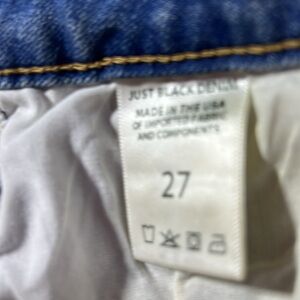 JUST BLACK DENIM
MADE IN THE USA
OF IMPORTED FABRIC
AND COMPONENTS
27